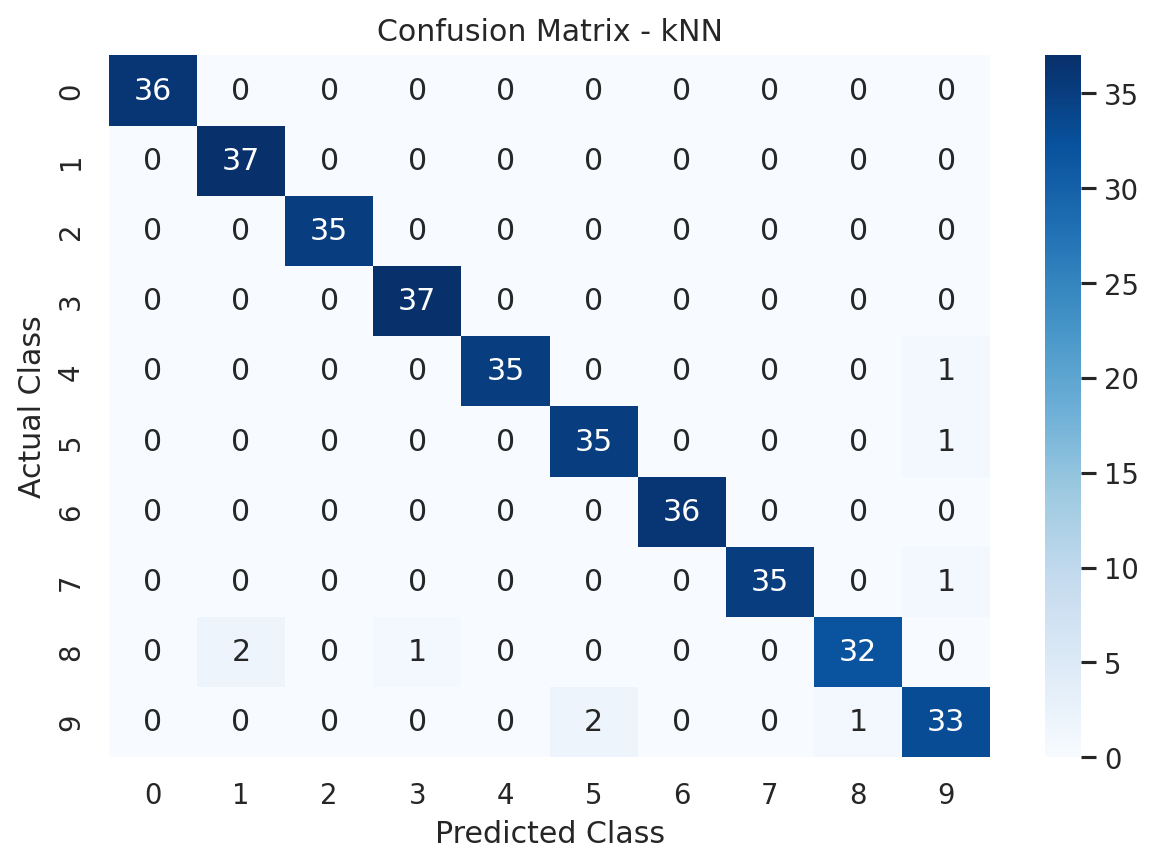 Confusion Matrix - kNN
0 36 0 0 0 0 0 0 0 0 0
1 0 37 0 0 0 0 0 0 0 0
2 0 0 35 0 0 0 0 0 0 0
3 0 0 0 37 0 0 0 0 0 0
4 0 0 0 0 35 0 0 0 0 1
5 0 0 0 0 0 35 0 0 0 1
6 0 0 0 0 0 0 36 0 0 0
7 0 0 0 0 0 0 0 35 0 1
8 0 2 0 1 0 0 0 0 32 0
9 0 0 0 0 0 2 0 0 1 33
0 1 2 3 4 5 6 7 8 9
Actual Class
Predicted Class
35
30
25
20
15
10
5
0